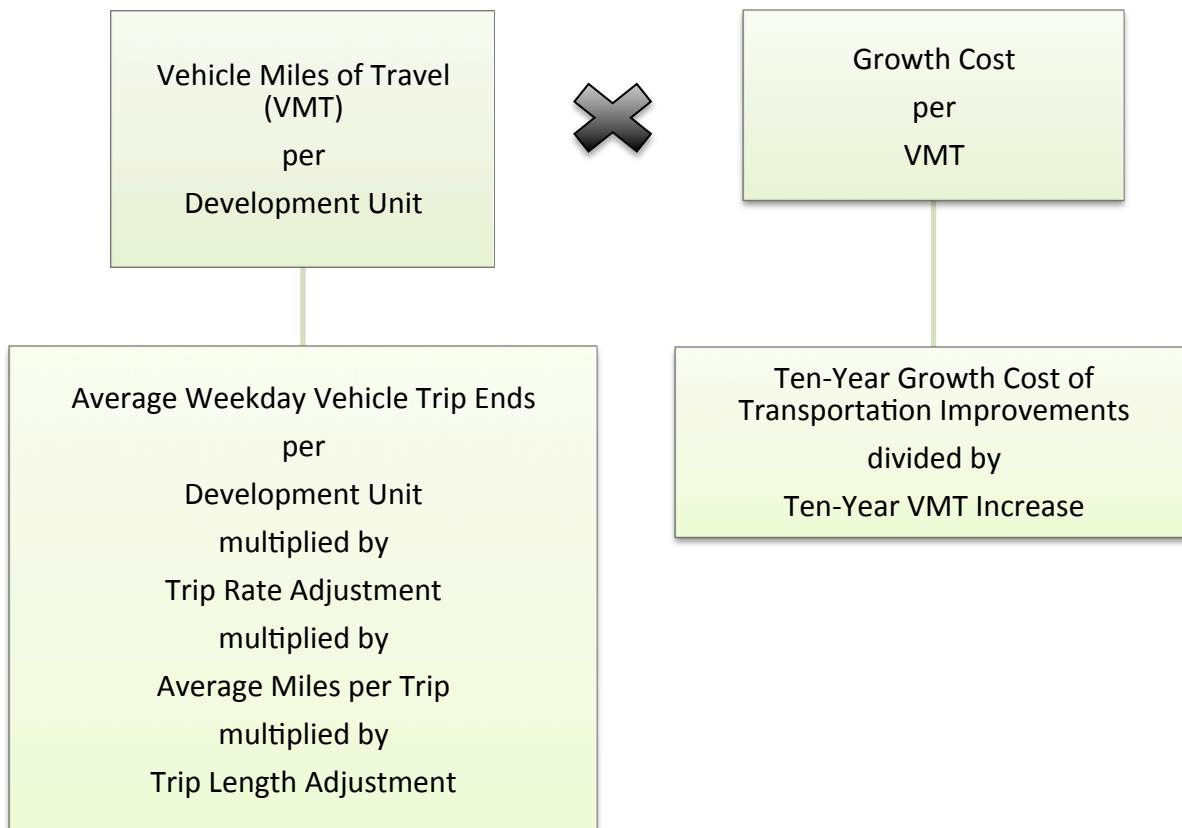 Vehicle Miles of Travel
(VMT)
per
Development Unit
Growth Cost
per
VMT
Average Weekday Vehicle Trip Ends
per
Development Unit
multiplied by
Trip Rate Adjustment
multiplied by
Average Miles per Trip
multiplied by
Trip Length Adjustment
Ten-Year Growth Cost of
Transportation Improvements
divided by
Ten-Year VMT Increase